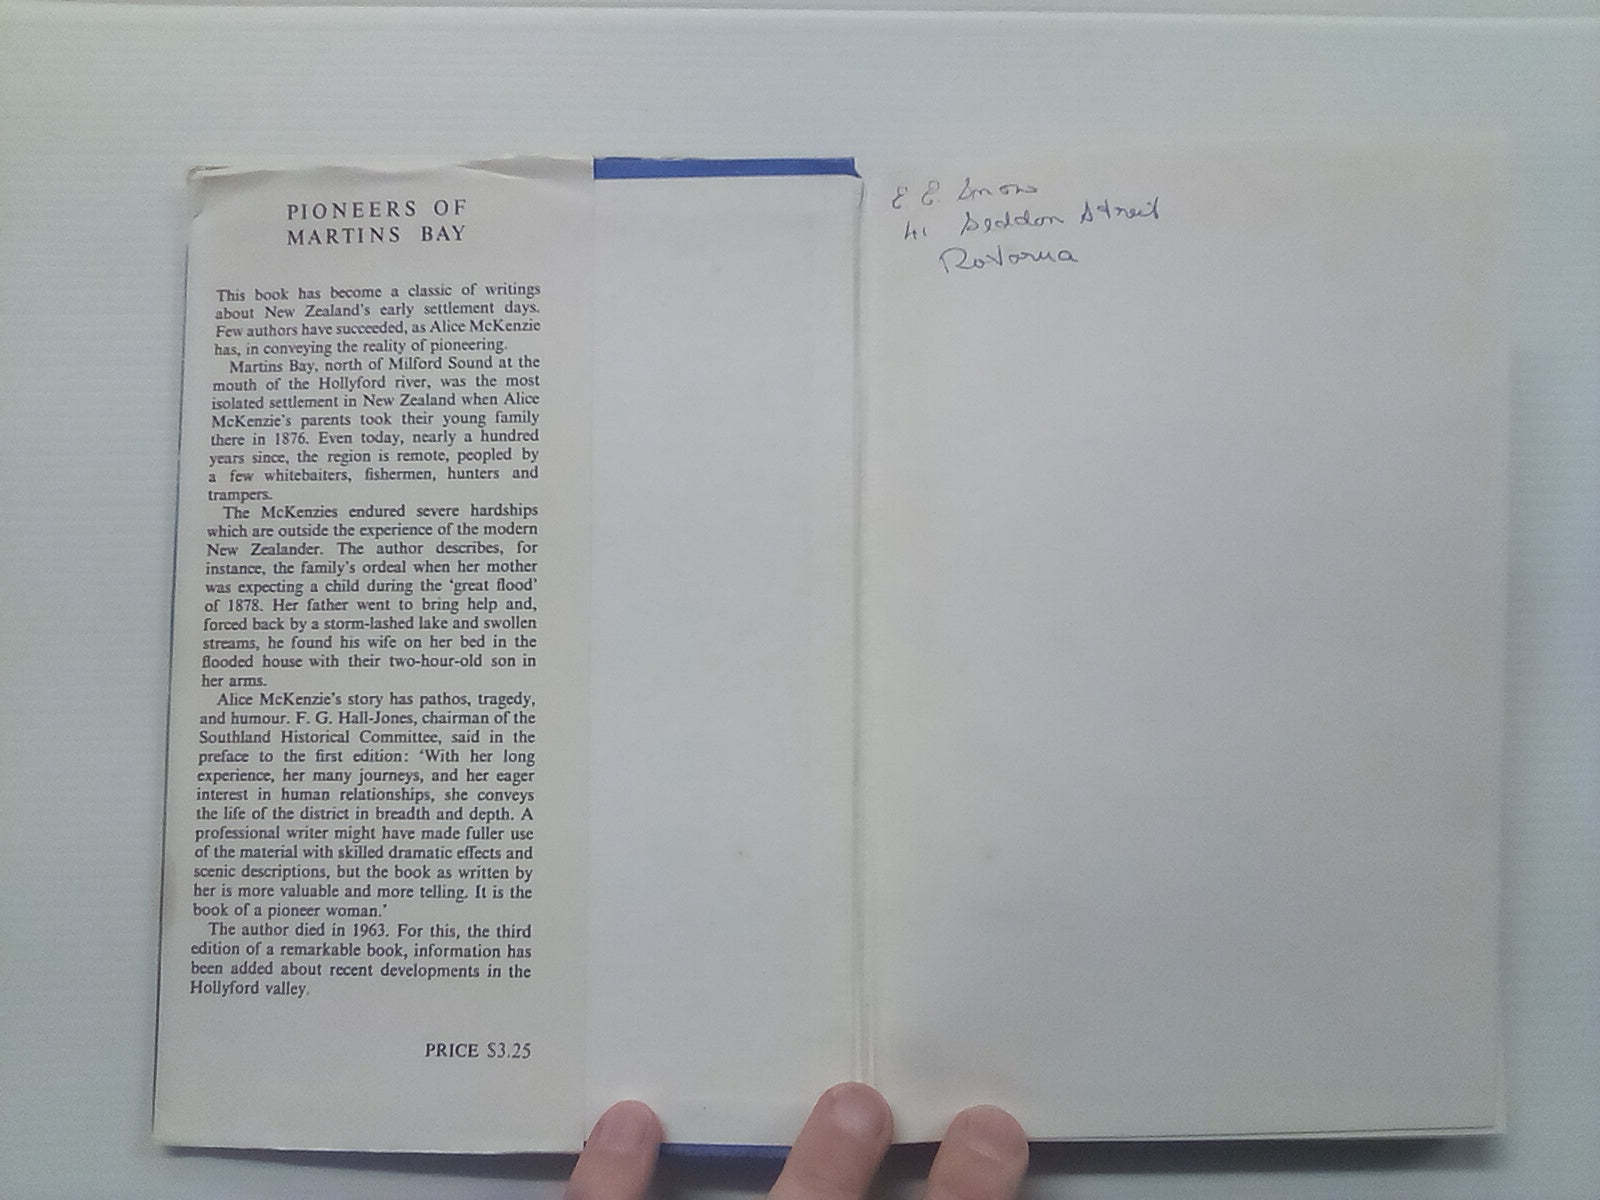 PIONEERS OF
MARTINS BAY
This book has become a classic of writings
about New Zealand's early settlement days.
Few authors have succeeded, as Alice McKenzie
has, in conveying the reality of pioneering.
Martins Bay, north of Milford Sound at the
mouth of the Hollyford river, was the most
isolated settlement in New Zealand when Alice
McKenzie's parents took their young family
there in 1876. Even today, nearly a hundred
years since, the region is remote, peopled by
a few whitebaiters, fishermen, hunters and
trampers.
The McKenzies endured severe hardships
which are outside the experience of the modern
New Zealander. The author describes, for
instance, the family's ordeal when her mother
was expecting a child during the 'great flood'
of 1878. Her father went to bring help and,
forced back by a storm-lashed lake and swollen
streams, he found his wife on her bed in the
flooded house with their two-hour-old son in
her arms.
Alice McKenzie's story has pathos, tragedy,
and humour. F. G. Hall-Jones, chairman of the
Southland Historical Committee, said in the
preface to the first edition: 'With her long
experience, her many journeys, and her eager
interest in human relationships, she conveys
the life of the district in breadth and depth. A
professional writer might have made fuller use
of the material with skilled dramatic effects and
scenic descriptions, but the book as written by
her is more valuable and more telling. It is the
book of a pioneer woman.'
The author died in 1963. For this, the third
edition of a remarkable book, information has
been added about recent developments in the
Hollyford valley.
PRICE $3.25
E E. Snow
41 Seddon Street
Rotorua